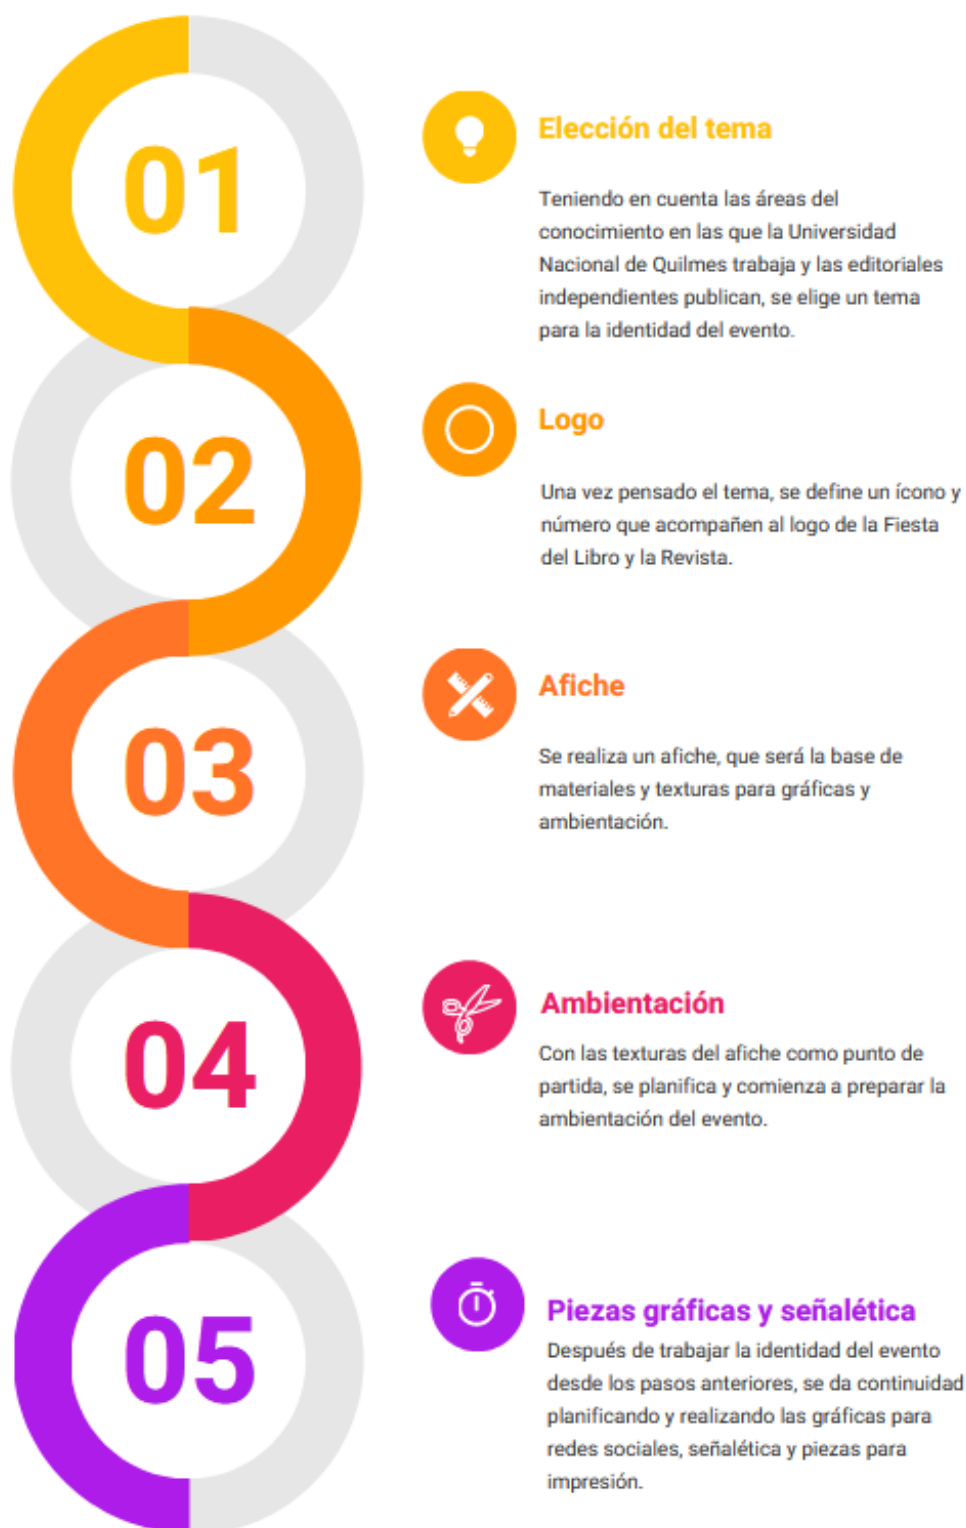 01
Elección del tema
Teniendo en cuenta las áreas del
conocimiento en las que la Universidad
Nacional de Quilmes trabaja y las editoriales
independientes publican, se elige un tema
para la identidad del evento.
02
Logo
Una vez pensado el tema, se define un ícono y
número que acompañen al logo de la Fiesta
del Libro y la Revista.
03
Afiche
Se realiza un afiche, que será la base de
materiales y texturas para gráficas y
ambientación.
04
Ambientación
Con las texturas del afiche como punto de
partida, se planifica y comienza a preparar la
ambientación del evento.
05
Piezas gráficas y señalética
Después de trabajar la identidad del evento
desde los pasos anteriores, se da continuidad
planificando y realizando las gráficas para
redes sociales, señalética y piezas para
impresión.